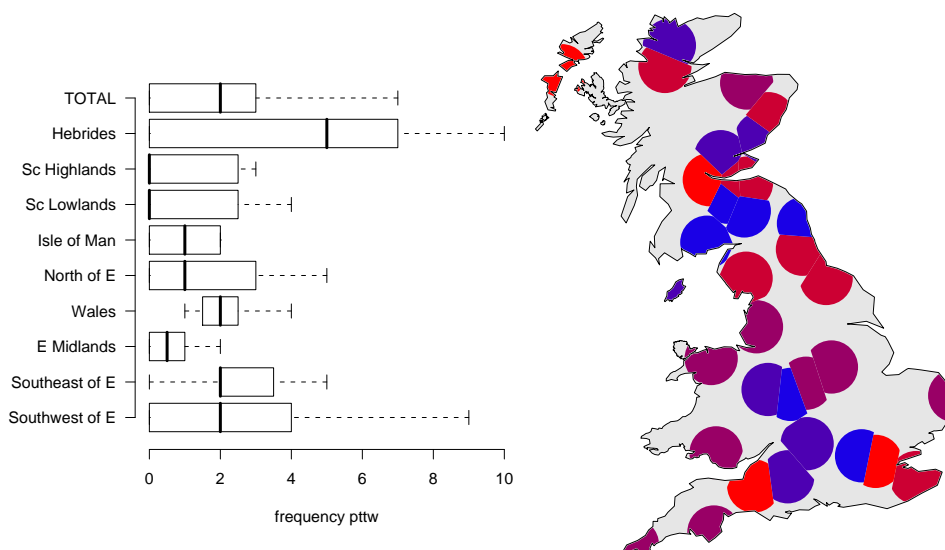 TOTAL
Hebrides
Sc Highlands
Sc Lowlands
Isle of Man
North of E
Wales
E Midlands
Southeast of E
Southwest of E
0 2 4 6 8 10
frequency pttw